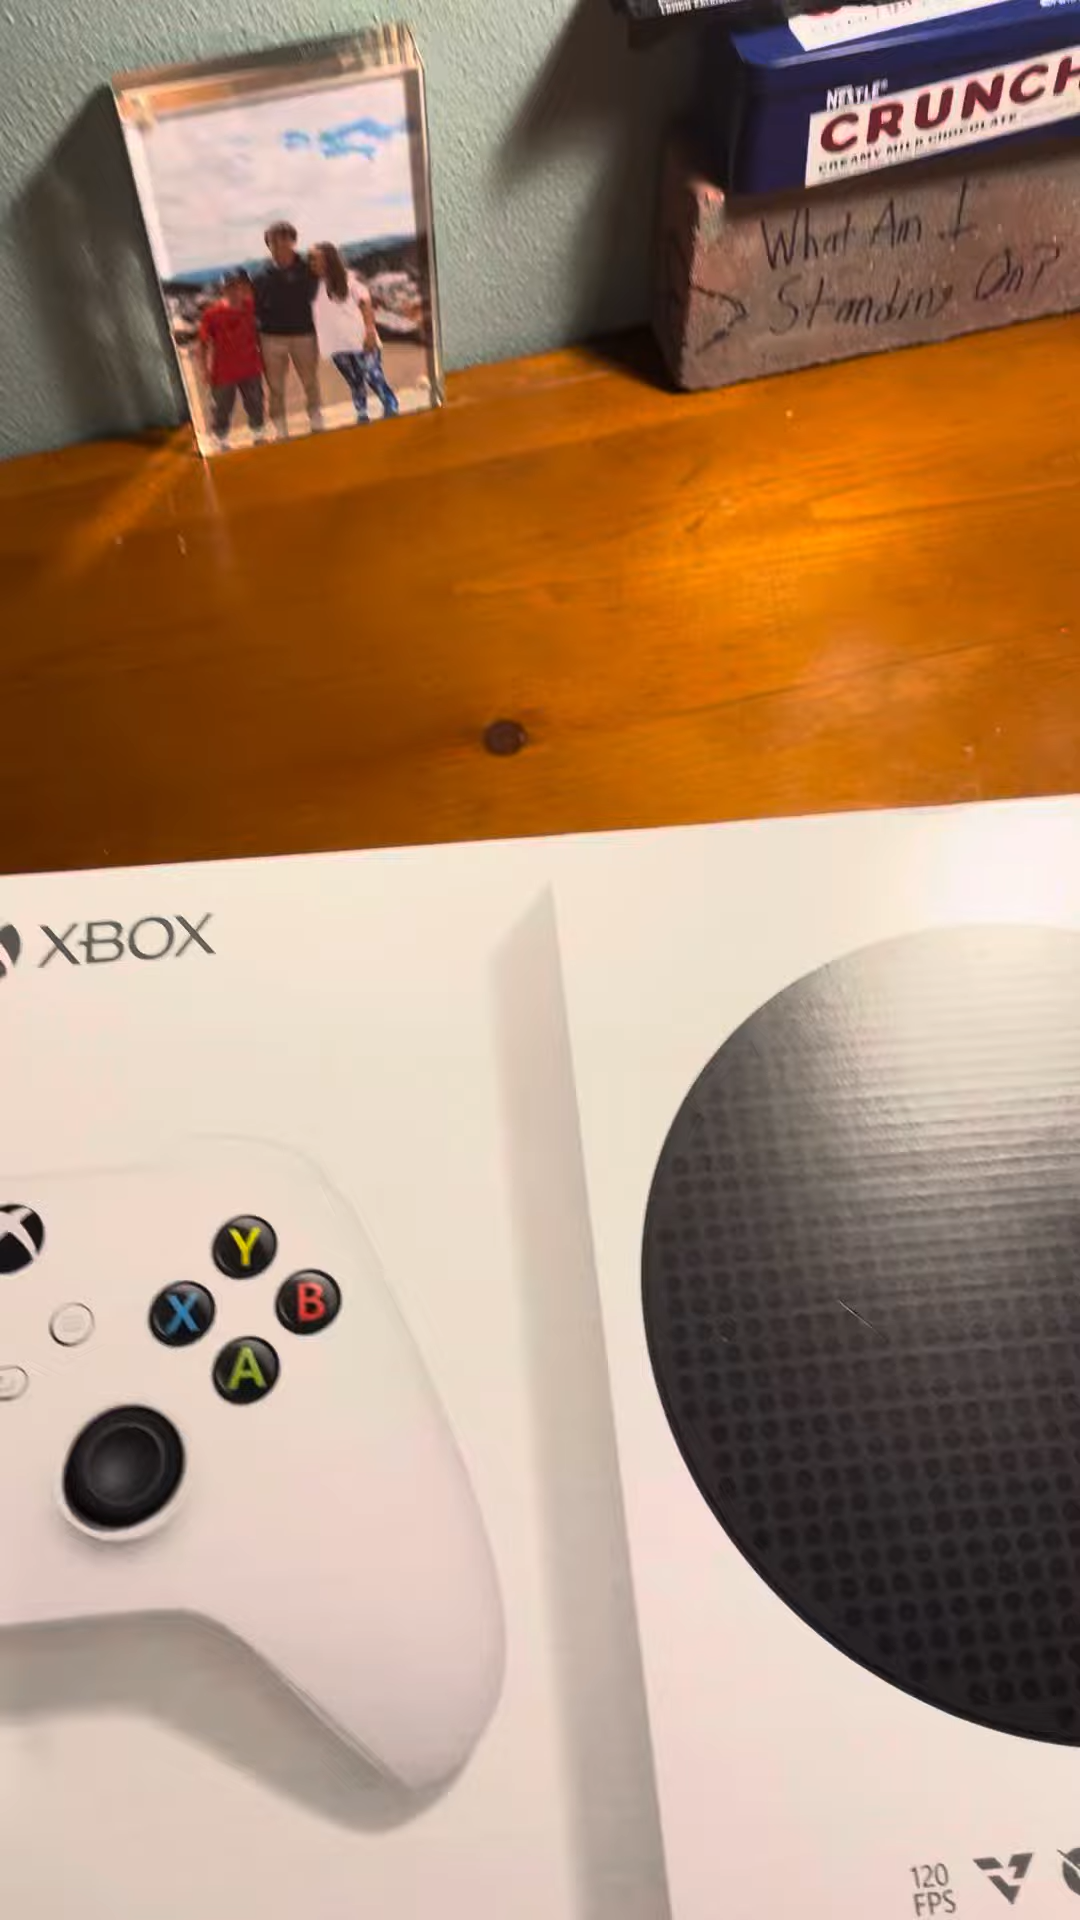 NESTLE®
CRUNCH
CREAMY MILK CHOCOLATE
What Am I
Standing On?
XBOX
Y
X
B
A
120
FPS